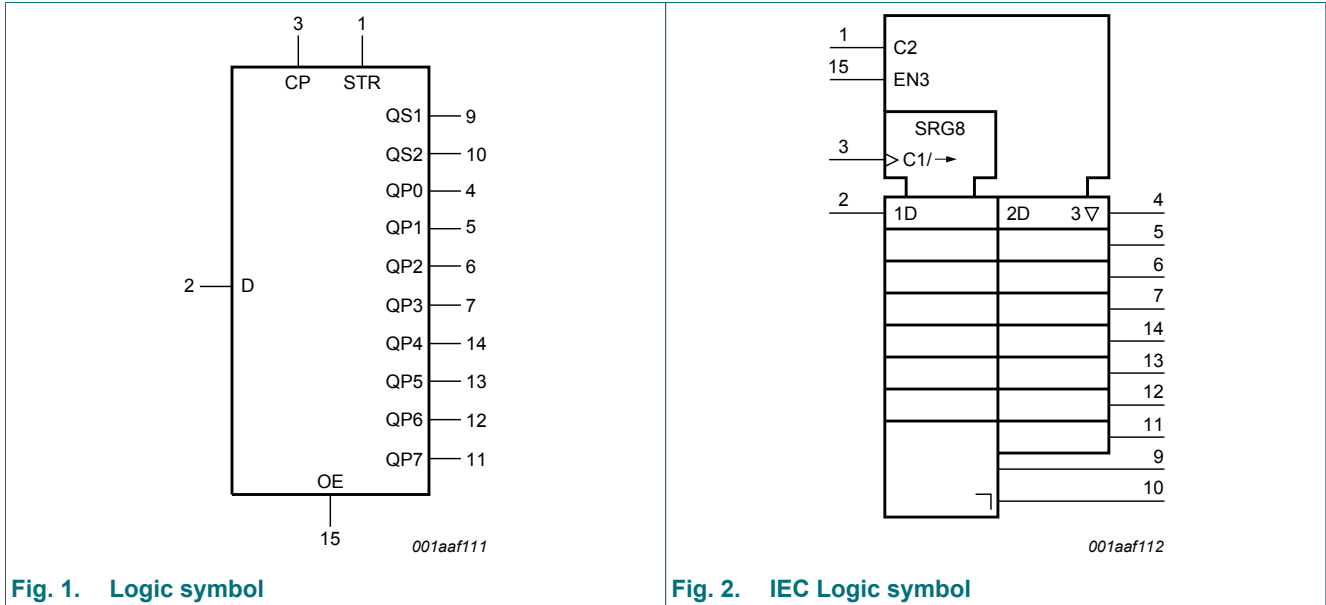 3 1
CP STR
QS1 9
QS2 10
QP0 4
QP1 5
QP2 6
2 D
QP3 7
QP4 14
QP5 13
QP6 12
QP7 11
OE
15
001aaf111
Fig. 1. Logic symbol
1 C2
15 EN3
SRG8
3 C1/→
2 1D 2D 3 ▽ 4
5
6
7
14
13
12
11
9
10
001aaf112
Fig. 2. IEC Logic symbol